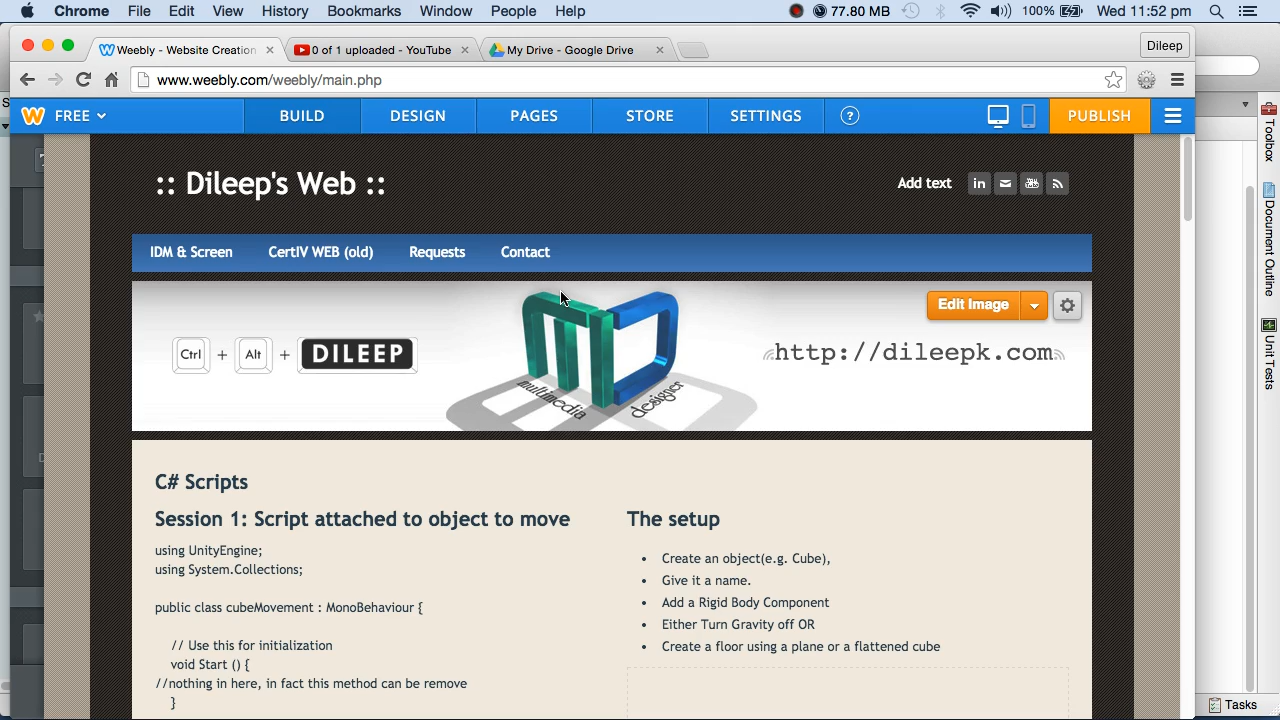 Chrome File Edit View History Bookmarks Window People Help 77.80 MB 100% Wed 11:52 pm
Weebly - Website Creation 0 of 1 uploaded - YouTube My Drive - Google Drive Dileep
www.weebly.com/weebly/main.php
W FREE BUILD DESIGN PAGES STORE SETTINGS ? PUBLISH
:: Dileep's Web ::
Add text in You Tube
IDM & Screen CertIV WEB (old) Requests Contact
Edit Image
Ctrl + Alt + DILEEP
multimedia designer
http://dileepk.com
C# Scripts
Session 1: Script attached to object to move
using UnityEngine;
using System.Collections;
public class cubeMovement : MonoBehaviour {
// Use this for initialization
void Start () {
//nothing in here, in fact this method can be remove
}
The setup
• Create an object(e.g. Cube),
• Give it a name.
• Add a Rigid Body Component
• Either Turn Gravity off OR
• Create a floor using a plane or a flattened cube
Toolbox
Document Outline
Unit Tests
Tasks